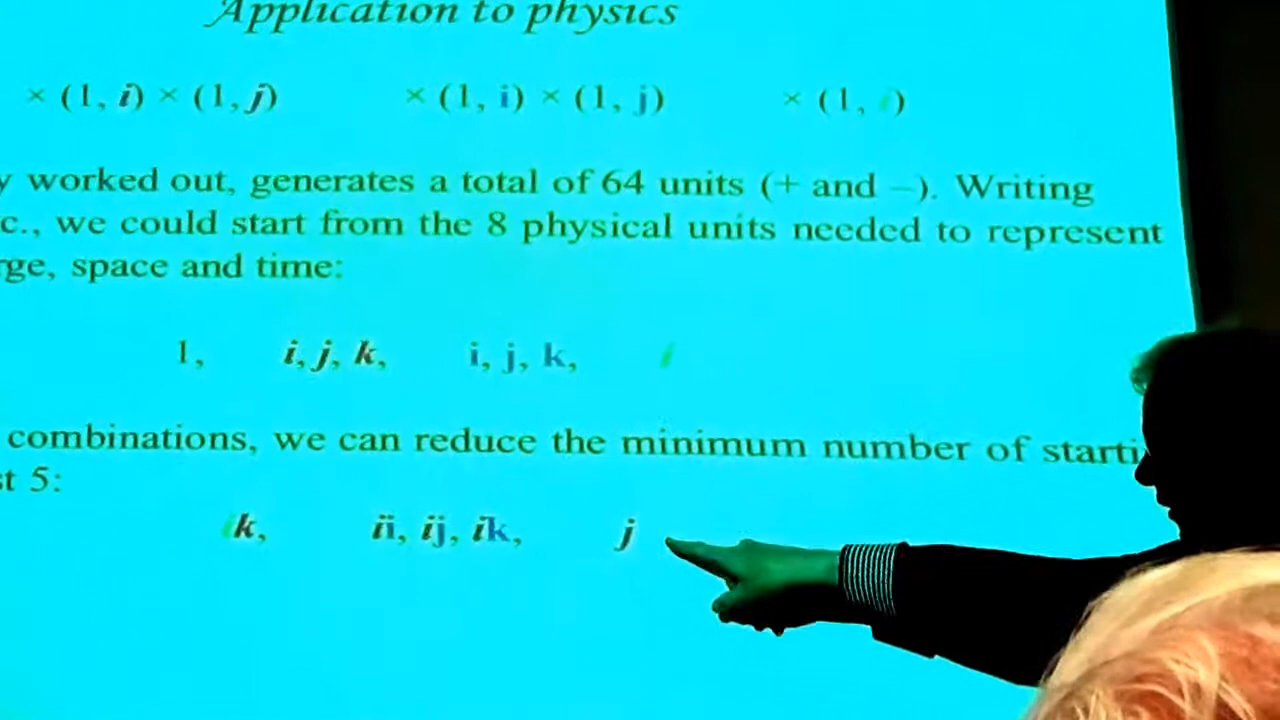 Application to physics
× (1, i) × (1, j) × (1, i) × (1, j) × (1, i)
y worked out, generates a total of 64 units (+ and –). Writing
c., we could start from the 8 physical units needed to represent
rge, space and time:
1, i, j, k, i, j, k, i
combinations, we can reduce the minimum number of starti
st 5:
ik, ii, ij, ik, j